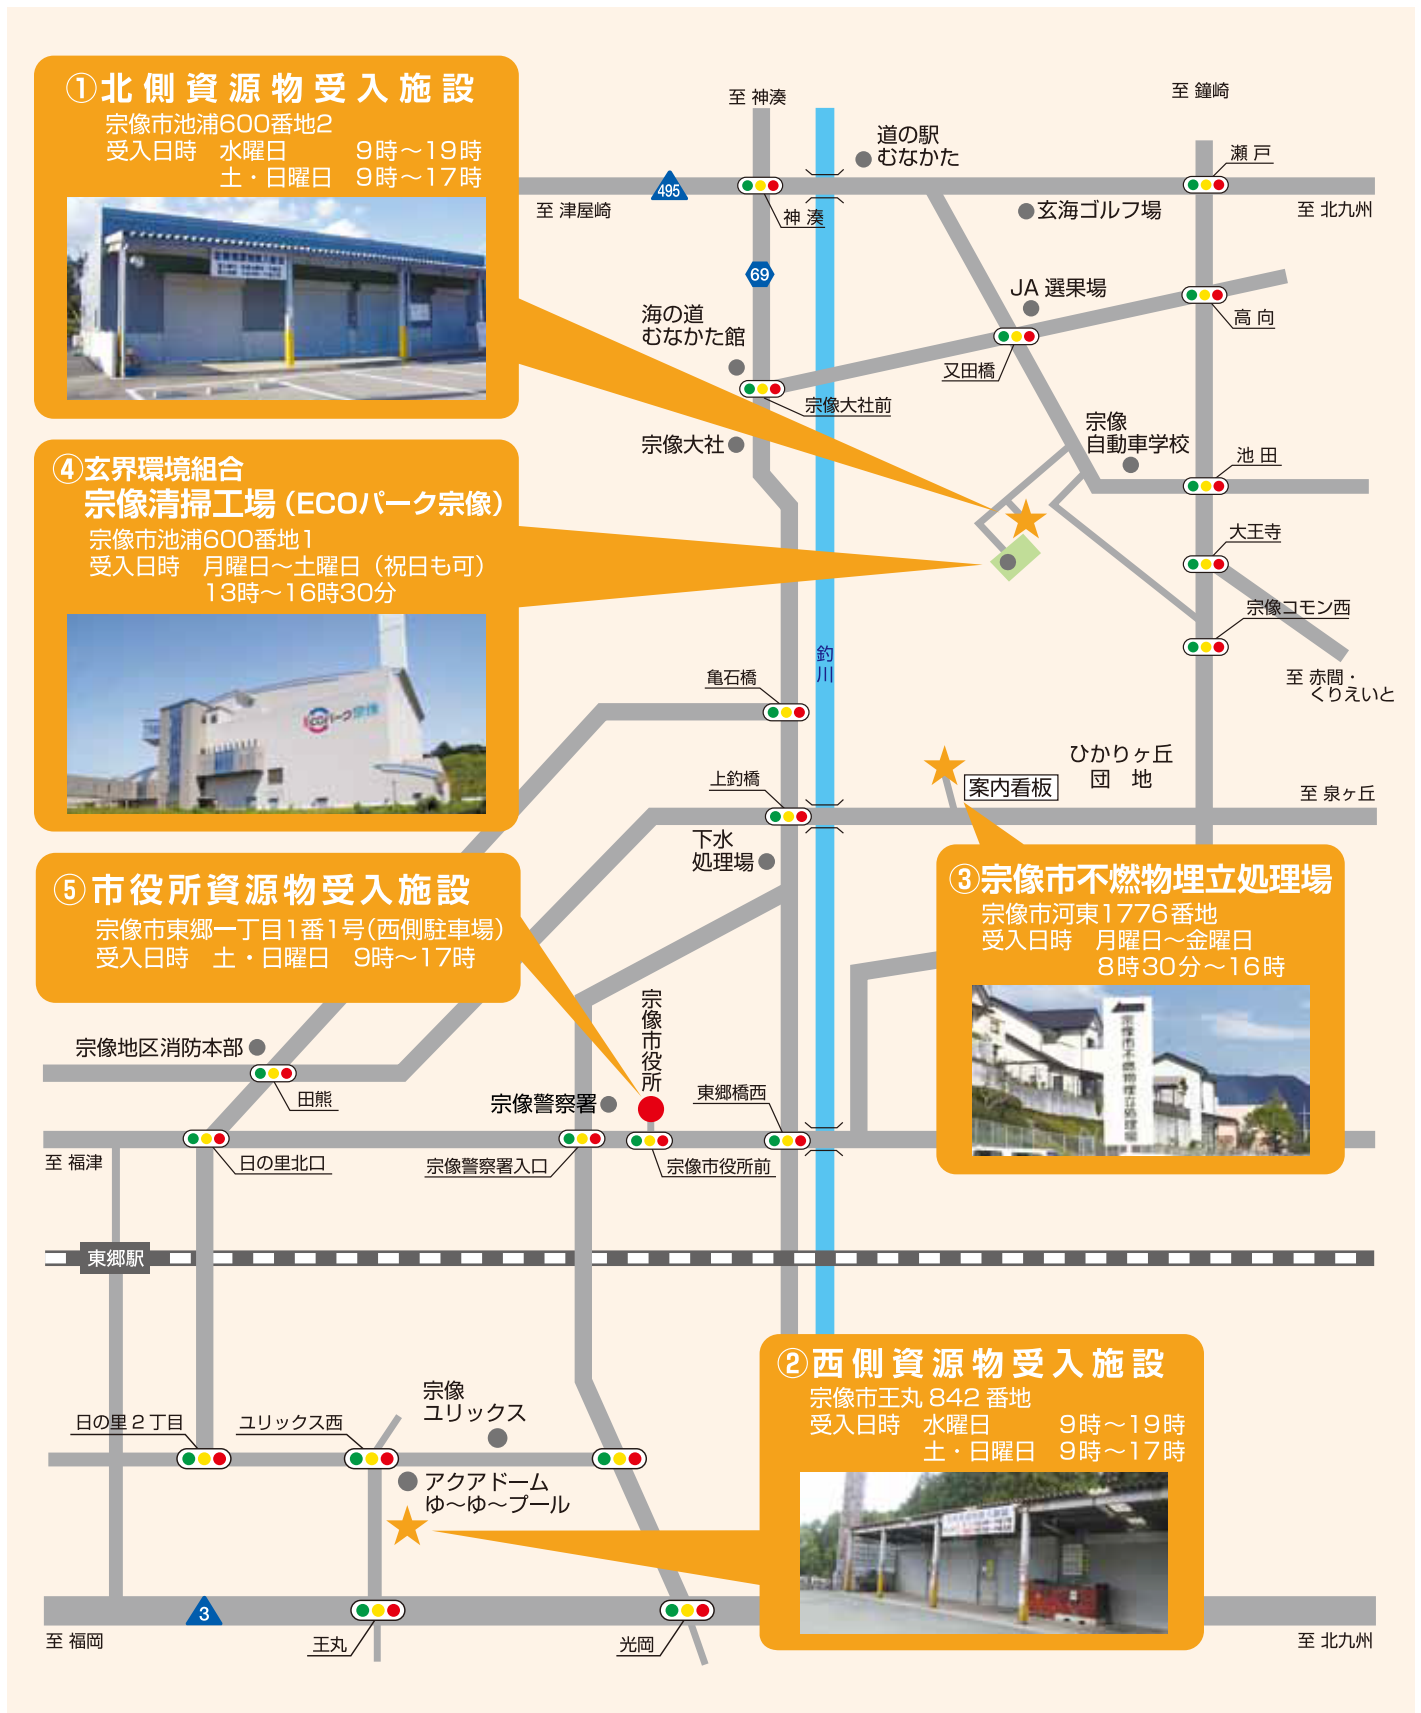 ①北側資源物受入施設
宗像市池浦600番地2
受入日時　水曜日　9時～19時
土・日曜日　9時～17時
④玄界環境組合
宗像清掃工場（ECOパーク宗像）
宗像市池浦600番地1
受入日時　月曜日～土曜日（祝日も可）
13時～16時30分
ECOパーク宗像
⑤市役所資源物受入施設
宗像市東郷一丁目1番1号(西側駐車場)
受入日時　土・日曜日　9時～17時
至 神湊
至 鐘崎
道の駅
むなかた
瀬戸
495
至 津屋崎
神湊
玄海ゴルフ場
至 北九州
69
JA 選果場
海の道
むなかた館
高向
又田橋
宗像大社前
宗像
自動車学校
宗像大社
池田
大王寺
宗像コモン西
釣川
亀石橋
至 赤間・
くりえいと
ひかりヶ丘
団　地
上釣橋
案内看板
至 泉ヶ丘
下水
処理場
③宗像市不燃物埋立処理場
宗像市河東1776番地
受入日時　月曜日～金曜日
8時30分～16時
宗像市不燃物埋立処理場
宗像市役所
宗像地区消防本部
田熊
宗像警察署
東郷橋西
至 福津
日の里北口
宗像警察署入口
宗像市役所前
東郷駅
②西側資源物受入施設
宗像市王丸 842 番地
受入日時　水曜日　9時～19時
土・日曜日　9時～17時
宗像
ユリックス
日の里2丁目
ユリックス西
アクアドーム
ゆ～ゆ～プール
3
至 福岡
王丸
光岡
至 北九州